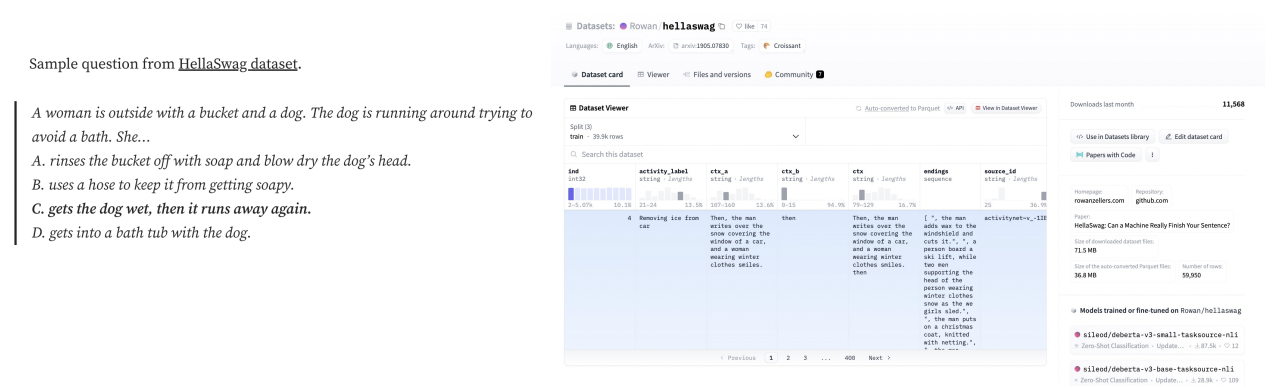 Sample question from HellaSwag dataset.
A woman is outside with a bucket and a dog. The dog is running around trying to
avoid a bath. She…
A. rinses the bucket off with soap and blow dry the dog's head.
B. uses a hose to keep it from getting soapy.
C. gets the dog wet, then it runs away again.
D. gets into a bath tub with the dog.
Datasets: Rowan/hellaswag like 74
Languages: English ArXiv: arxiv:1905.07830 Tags: Croissant
Dataset card Viewer Files and versions Community 7
Dataset Viewer Auto-converted to Parquet API View in Dataset Viewer
Split (3)
train · 39.9k rows
Search this dataset
ind activity_label ctx_a ctx_b ctx endings source_id
int32 string · lengths string · lengths string · lengths string · lengths sequence string · lengths
21–24 13.5% 107–160 13.6% 0–15 94.9% 79–129 16.7% 25
4 Removing ice from Then, the man then Then, the man [ ", the man
car writes over the writes over the adds wax to the
snow covering the snow covering the windshield and
window of a car, window of a car, cuts it.", ", a
and a woman and a woman person board a
wearing winter wearing winter ski lift, while
clothes smiles. clothes smiles. two men
then supporting the
head of the
person wearing
winter clothes
snow as the we
girls sled.",
", the man puts
on a christmas
coat, knitted
with netting.",
Previous 1 2 3 ... 400 Next
Downloads last month 11,568
Use in Datasets library Edit dataset card
Papers with Code
Homepage: Repository:
rowanzellers.com github.com
Paper:
HellaSwag: Can a Machine Really Finish Your Sentence?
Size of downloaded dataset files:
71.5 MB
Size of the auto-converted Parquet files: Number of rows:
36.8 MB 59,950
Models trained or fine-tuned on Rowan/hellaswag
sileod/deberta-v3-small-tasksource-nli
Zero-Shot Classification · Update... · 87.5k · 12
sileod/deberta-v3-base-tasksource-nli
Zero-Shot Classification · Update... · 28.9k · 109